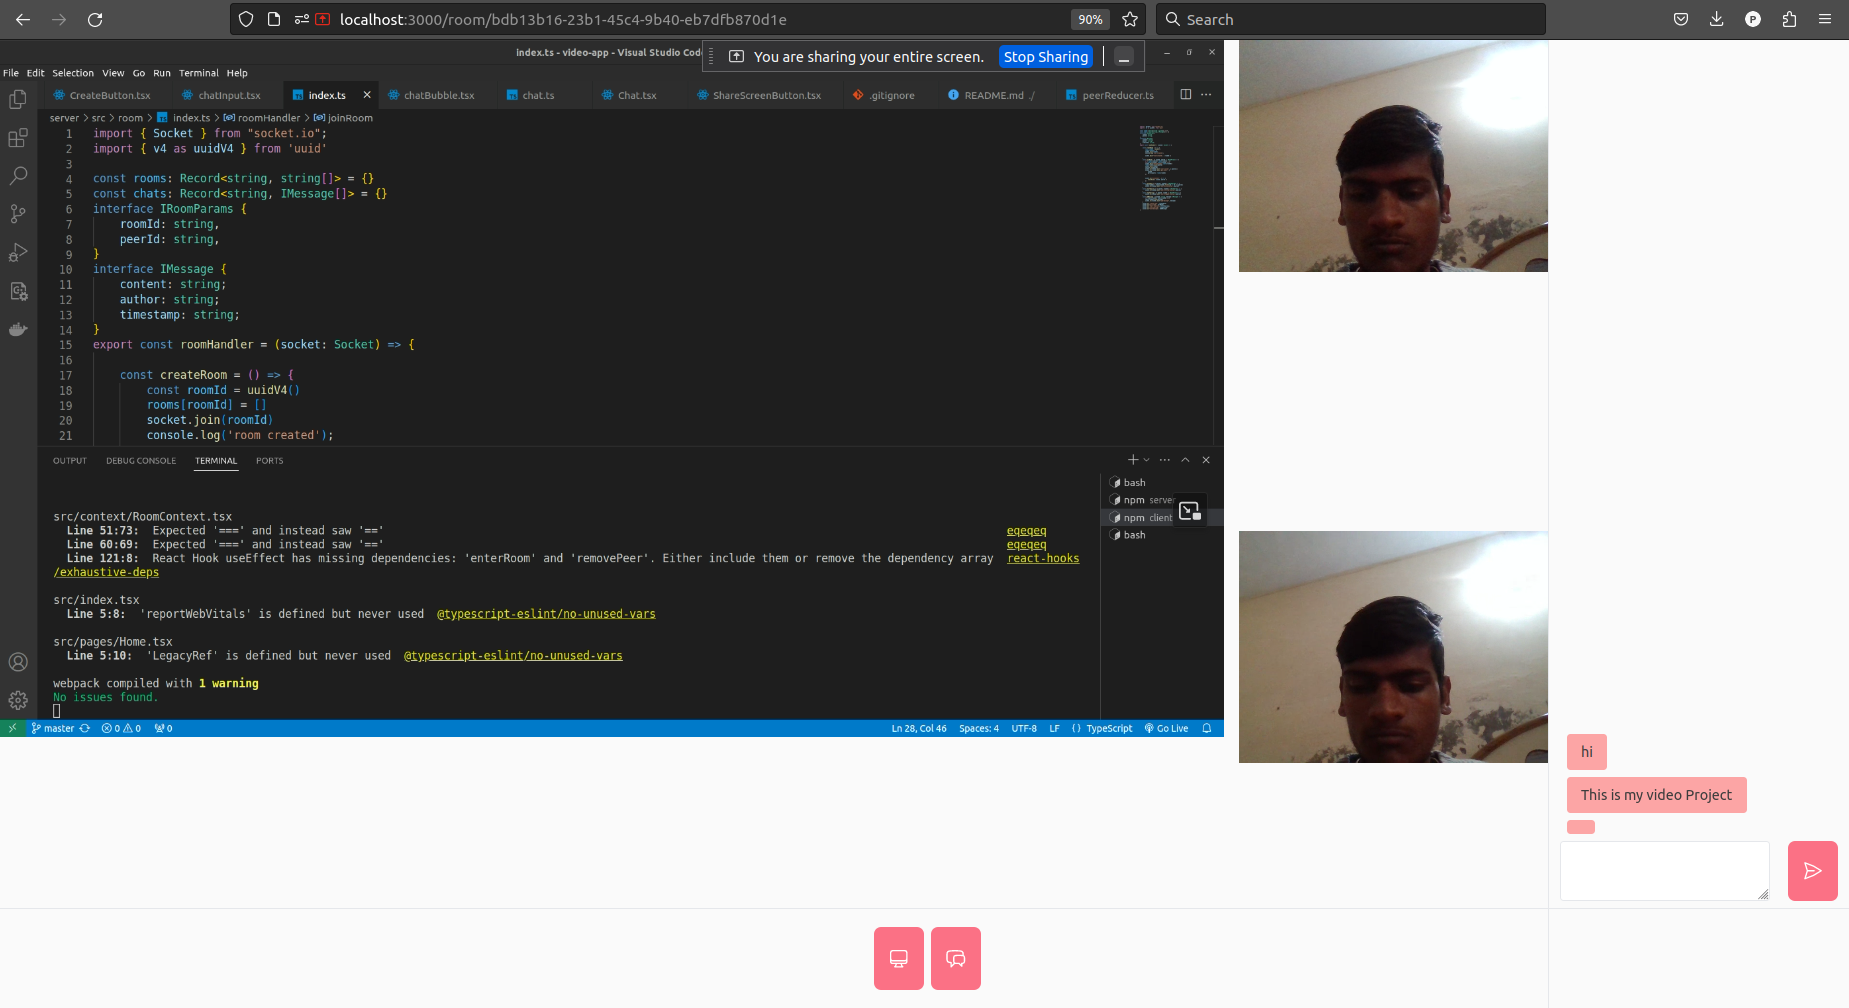 localhost:3000/room/bdb13b16-23b1-45c4-9b40-eb7dfb870d1e
90%
Search
P
index.ts - video-app - Visual Studio Code
You are sharing your entire screen.
Stop Sharing
File Edit Selection View Go Run Terminal Help
CreateButton.tsx chatInput.tsx index.ts chatBubble.tsx chat.ts Chat.tsx ShareScreenButton.tsx .gitignore README.md ./ peerReducer.ts
server > src > room > index.ts > roomHandler > joinRoom
1 import { Socket } from "socket.io";
2 import { v4 as uuidV4 } from 'uuid'
3
4 const rooms: Record<string, string[]> = {}
5 const chats: Record<string, IMessage[]> = {}
6 interface IRoomParams {
7 roomId: string,
8 peerId: string,
9 }
10 interface IMessage {
11 content: string;
12 author: string;
13 timestamp: string;
14 }
15 export const roomHandler = (socket: Socket) => {
16
17 const createRoom = () => {
18 const roomId = uuidV4()
19 rooms[roomId] = []
20 socket.join(roomId)
21 console.log('room created');
OUTPUT DEBUG CONSOLE TERMINAL PORTS
bash
npm server
npm client
bash
src/context/RoomContext.tsx
Line 51:73: Expected '===' and instead saw '==' eqeqeq
Line 60:69: Expected '===' and instead saw '==' eqeqeq
Line 121:8: React Hook useEffect has missing dependencies: 'enterRoom' and 'removePeer'. Either include them or remove the dependency array react-hooks
/exhaustive-deps
src/index.tsx
Line 5:8: 'reportWebVitals' is defined but never used @typescript-eslint/no-unused-vars
src/pages/Home.tsx
Line 5:10: 'LegacyRef' is defined but never used @typescript-eslint/no-unused-vars
webpack compiled with 1 warning
No issues found.
master 0 0 0 Ln 28, Col 46 Spaces: 4 UTF-8 LF {} TypeScript Go Live
hi
This is my video Project